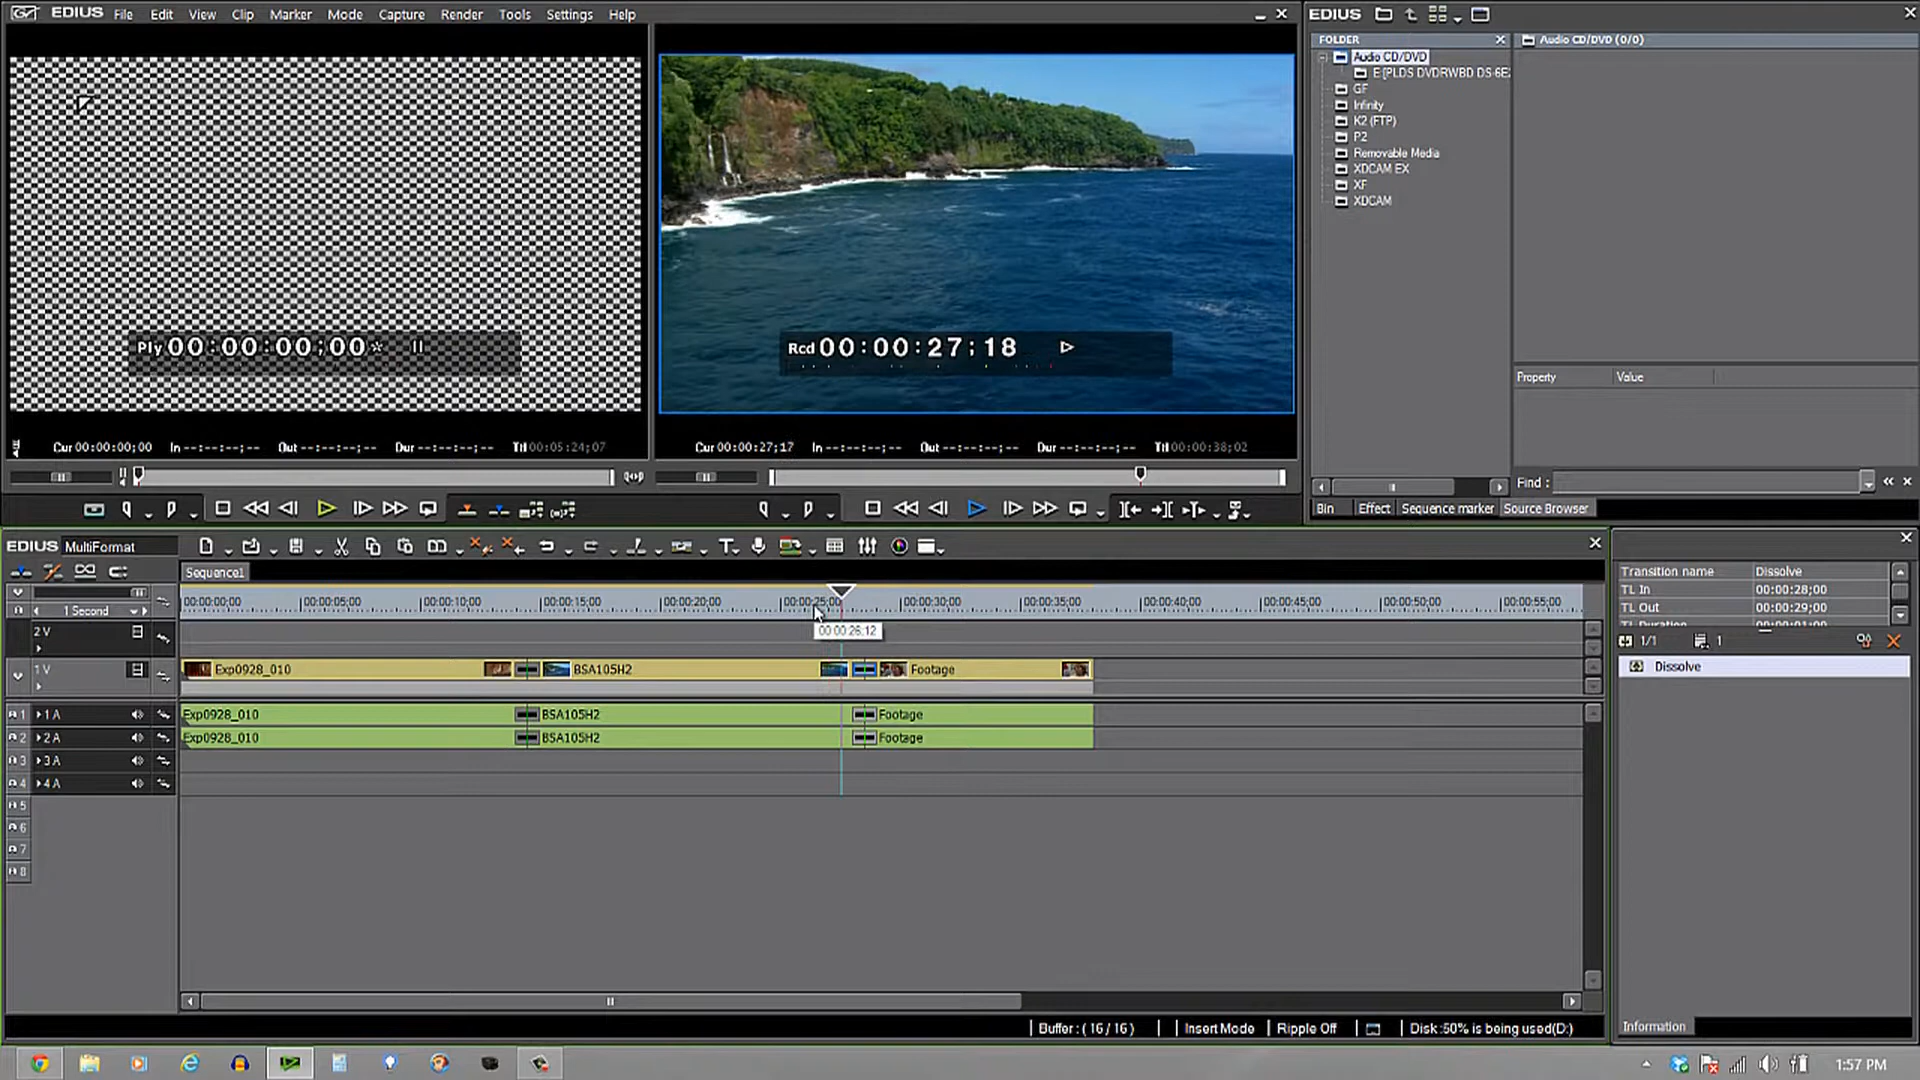 EDIUS File Edit View Clip Marker Mode Capture Render Tools Settings Help
Ply 00:00:00;00*
Rcd 00:00:27;18
Cur 00:00:00;00 In --:--:--;-- Out --:--:--;-- Dur --:--:--;-- Ttl 00:05:24;07
Cur 00:00:27;17 In --:--:--;-- Out --:--:--;-- Dur --:--:--;-- Ttl 00:00:38;02
EDIUS
FOLDER
Audio CD/DVD (0/0)
Audio CD/DVD
E:[PLDS DVDRWBD DS-6E
GF
Infinity
K2 (FTP)
P2
Removable Media
XDCAM EX
XF
XDCAM
Property Value
Find :
Bin Effect Sequence marker Source Browser
EDIUS MultiFormat
Sequence1
1 Second
00:00:00;00 00:00:05;00 00:00:10;00 00:00:15;00 00:00:20;00 00:00:25;00 00:00:30;00 00:00:35;00 00:00:40;00 00:00:45;00 00:00:50;00 00:00:55;00
00:00:26;12
2 V
1 V Exp0928_010 BSA105H2 Footage
1 1 A Exp0928_010 BSA105H2 Footage
2 2 A Exp0928_010 BSA105H2 Footage
3 3 A
4 4 A
5
6
7
8
Transition name Dissolve
TL In 00:00:28;00
TL Out 00:00:29;00
TL Duration 00:00:01;00
1/1 1
Dissolve
Information
Buffer : ( 16 / 16 ) Insert Mode Ripple Off Disk :50% is being used(D:)
1:57 PM